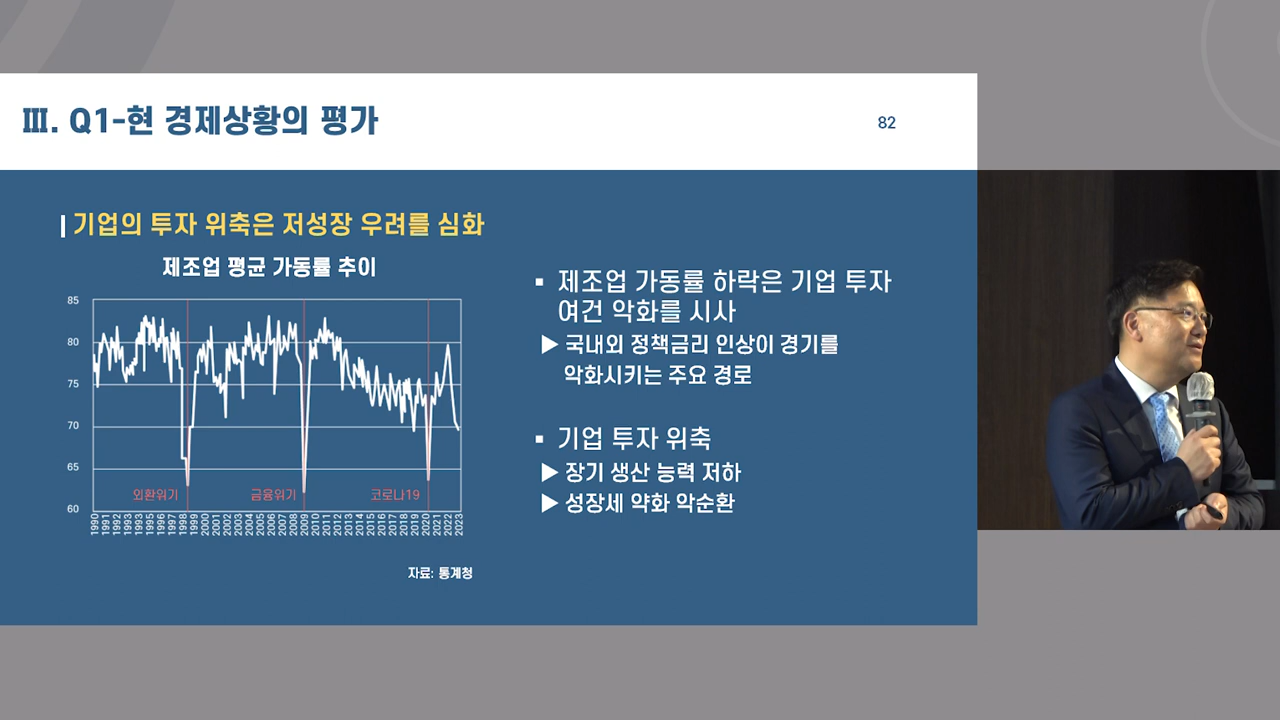 Ⅲ. Q1-현 경제상황의 평가
82
기업의 투자 위축은 저성장 우려를 심화
제조업 평균 가동률 추이
85
80
75
70
65
60
외환위기
금융위기
코로나19
1990 1991 1992 1993 1993 1995 1996 1997 1998 1999 2000 2001 2002 2003 2004 2005 2006 2007 2008 2009 2010 2011 2012 2013 2014 2015 2016 2017 2018 2019 2020 2021 2022 2023
자료: 통계청
▪ 제조업 가동률 하락은 기업 투자
여건 악화를 시사
▶ 국내외 정책금리 인상이 경기를
악화시키는 주요 경로
▪ 기업 투자 위축
▶ 장기 생산 능력 저하
▶ 성장세 약화 악순환